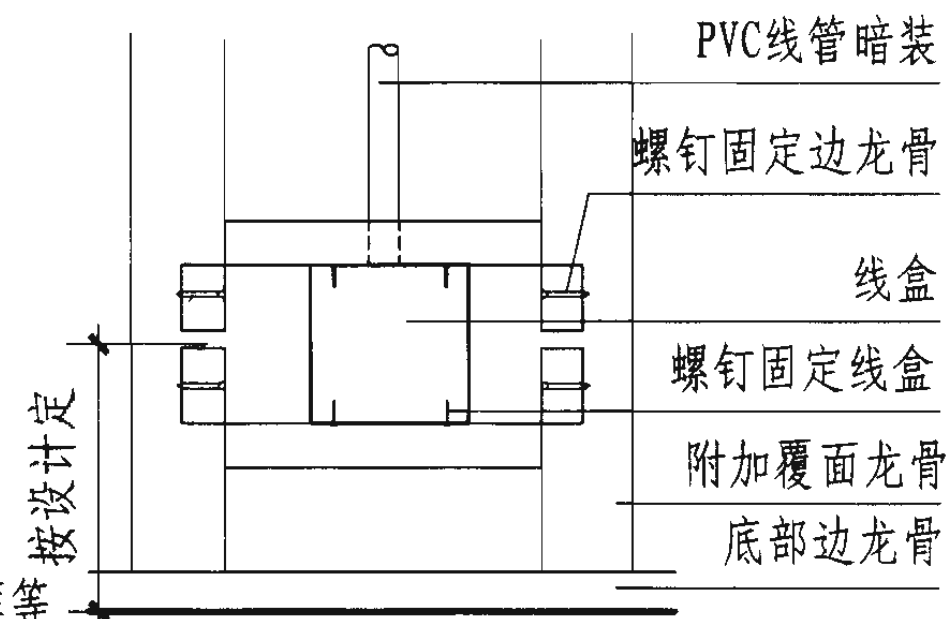 PVC线管暗装
螺钉固定边龙骨
线盒
螺钉固定线盒
附加覆面龙骨
底部边龙骨
按设计定
等